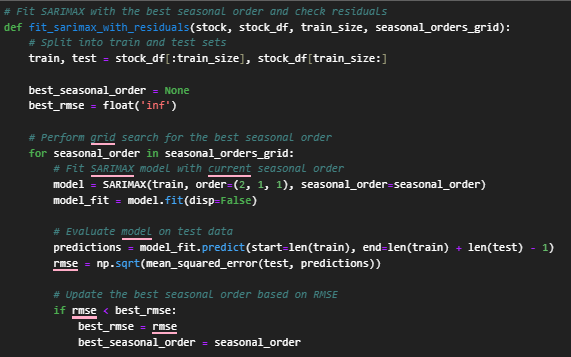 # Fit SARIMAX with the best seasonal order and check residuals
def fit_sarimax_with_residuals(stock, stock_df, train_size, seasonal_orders_grid):
    # Split into train and test sets
    train, test = stock_df[:train_size], stock_df[train_size:]

    best_seasonal_order = None
    best_rmse = float('inf')

    # Perform grid search for the best seasonal order
    for seasonal_order in seasonal_orders_grid:
        # Fit SARIMAX model with current seasonal order
        model = SARIMAX(train, order=(2, 1, 1), seasonal_order=seasonal_order)
        model_fit = model.fit(disp=False)

        # Evaluate model on test data
        predictions = model_fit.predict(start=len(train), end=len(train) + len(test) - 1)
        rmse = np.sqrt(mean_squared_error(test, predictions))

        # Update the best seasonal order based on RMSE
        if rmse < best_rmse:
            best_rmse = rmse
            best_seasonal_order = seasonal_order